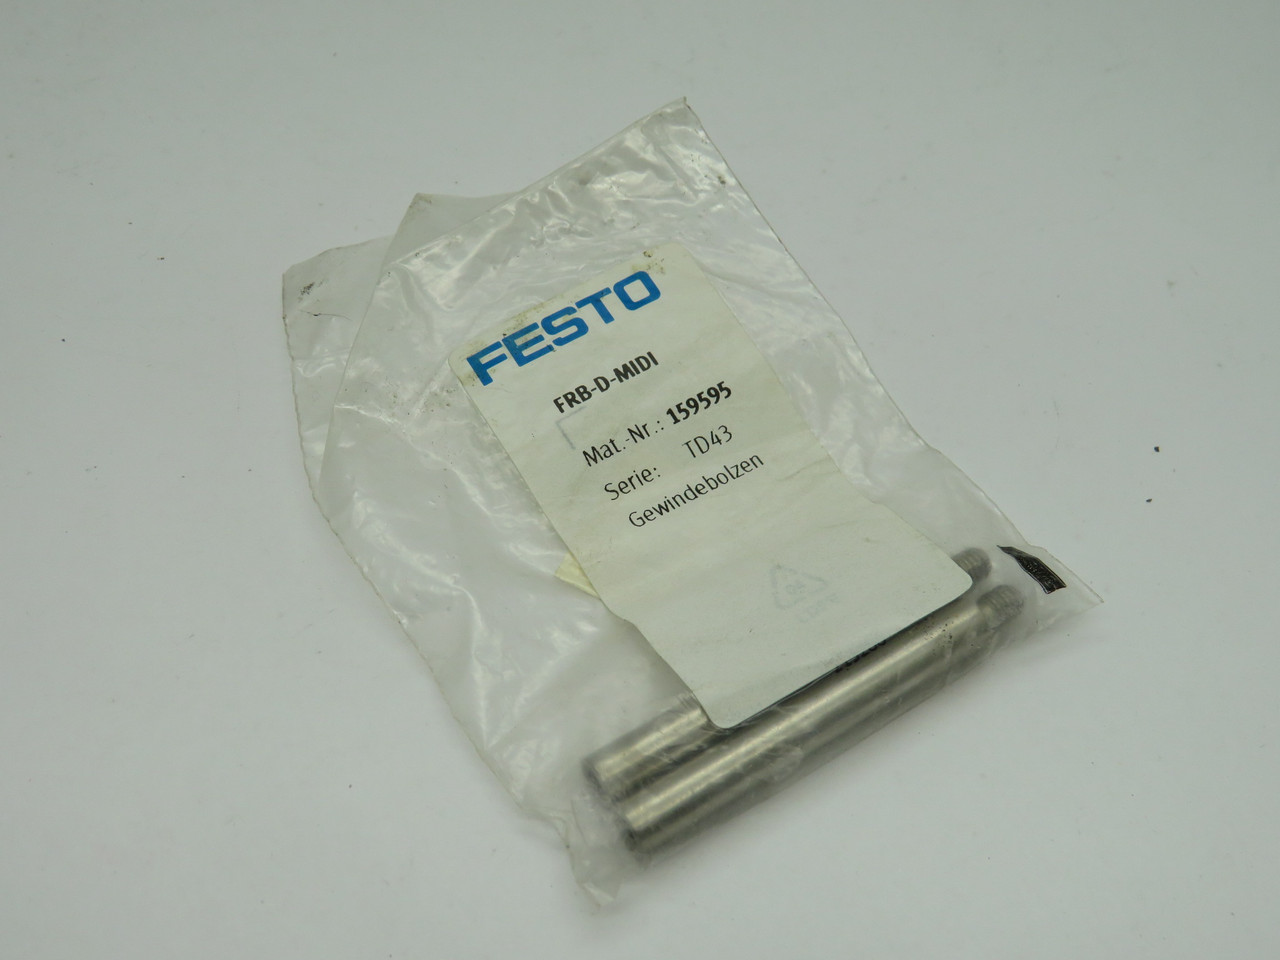 FESTO
FRB-D-MIDI
Mat.-Nr.: 159595
Serie: TD43
Gewindebolzen